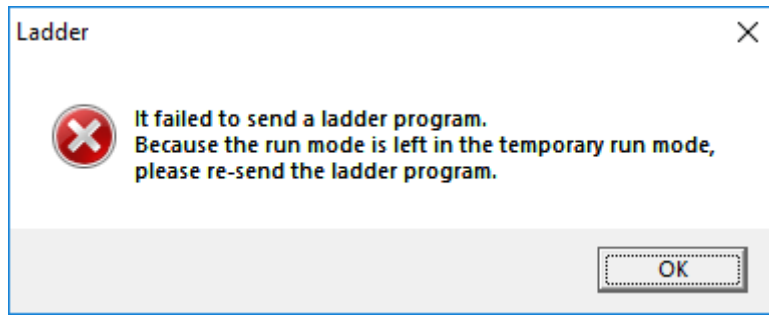 Ladder
It failed to send a ladder program.
Because the run mode is left in the temporary run mode,
please re-send the ladder program.
OK